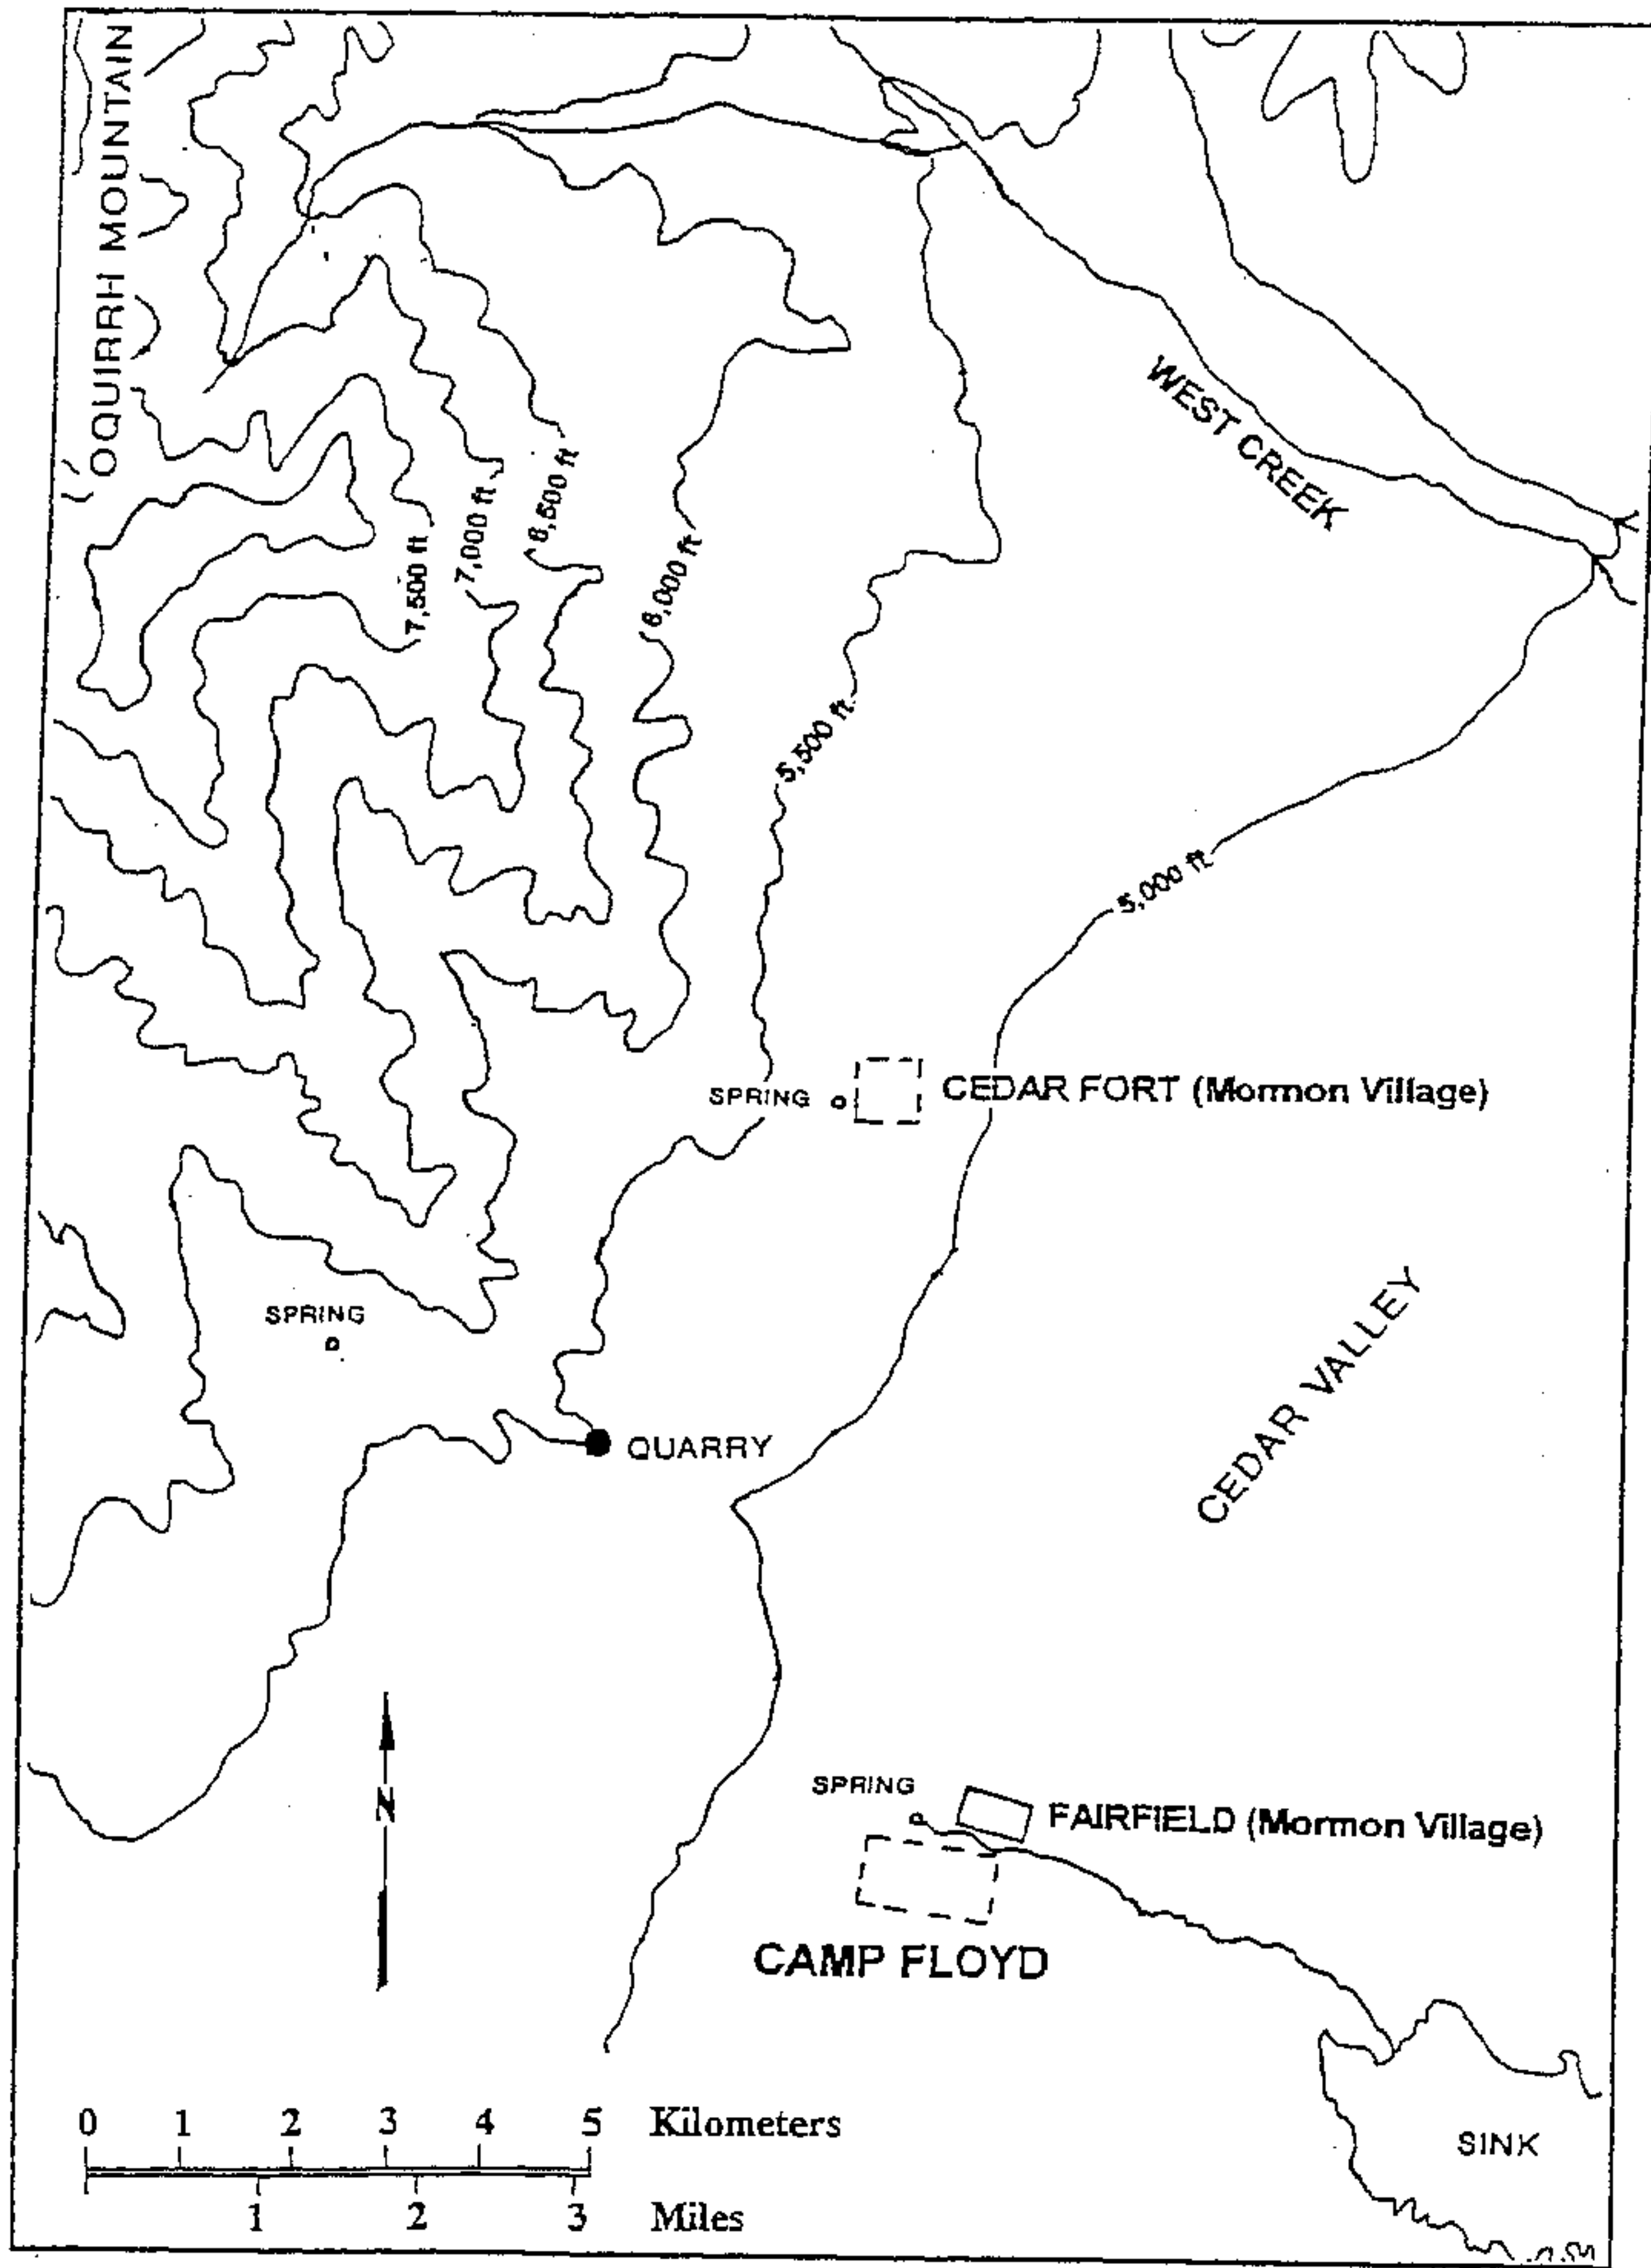 OQUIRRH MOUNTAIN
WEST CREEK
7,500 ft
7,000 ft
6,500 ft
6,000 ft
5,500 ft.
5,000 ft
SPRING
CEDAR FORT (Mormon Village)
SPRING
QUARRY
CEDAR VALLEY
N
SPRING
FAIRFIELD (Mormon Village)
CAMP FLOYD
SINK
0 1 2 3 4 5 Kilometers
1 2 3 Miles